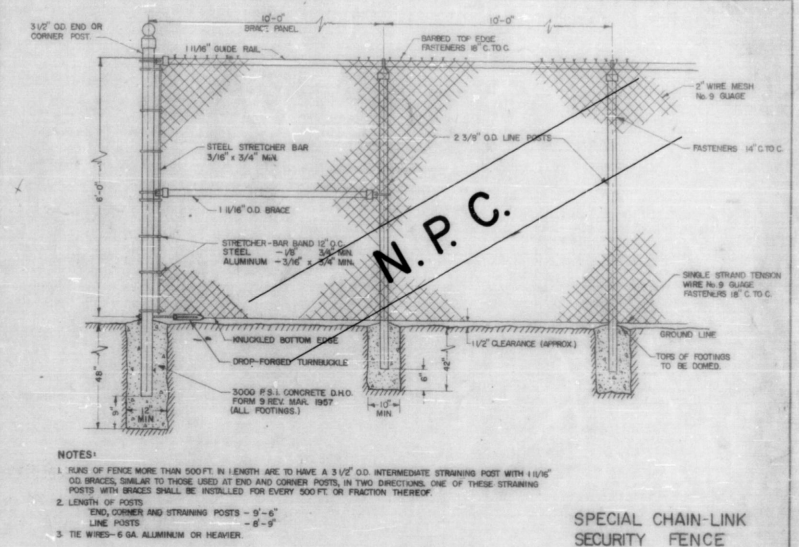 3 1/2" O.D. END OR
CORNER POST.
10'-0"
BRACE PANEL
10'-0"
1 11/16" GUIDE RAIL
BARBED TOP EDGE
FASTENERS 18" C. TO C.
2" WIRE MESH
No. 9 GUAGE
2 3/8" O.D. LINE POSTS
FASTENERS 14" C. TO C.
STEEL STRETCHER BAR
3/16" x 3/4" MIN.
6'-0"
1 11/16" O.D. BRACE
N. P. C.
STRETCHER-BAR BAND 12" O.C.
STEEL - 1/8" 3/4" MIN.
ALUMINUM - 3/16" x 3/4" MIN.
SINGLE STRAND TENSION
WIRE No. 9 GUAGE
FASTENERS 18" C. TO C.
KNUCKLED BOTTOM EDGE
GROUND LINE
1 1/2" CLEARANCE (APPROX.)
DROP-FORGED TURNBUCKLE
TOPS OF FOOTINGS
TO BE DOMED.
48"
42"
6"
3000 P.S.I. CONCRETE D.H.O.
FORM 9 REV. MAR. 1957
(ALL FOOTINGS.)
9"
12"
MIN
10"
MIN
NOTES:
1. RUNS OF FENCE MORE THAN 500 FT. IN LENGTH ARE TO HAVE A 3 1/2" O.D. INTERMEDIATE STRAINING POST WITH 1 11/16"
O.D. BRACES, SIMILAR TO THOSE USED AT END AND CORNER POSTS, IN TWO DIRECTIONS. ONE OF THESE STRAINING
POSTS WITH BRACES SHALL BE INSTALLED FOR EVERY 500 FT. OR FRACTION THEREOF.
2. LENGTH OF POSTS
END, CORNER AND STRAINING POSTS - 9'-6"
LINE POSTS - 8'-9"
3. TIE WIRES - 6 GA. ALUMINUM OR HEAVIER.
SPECIAL CHAIN-LINK
SECURITY FENCE